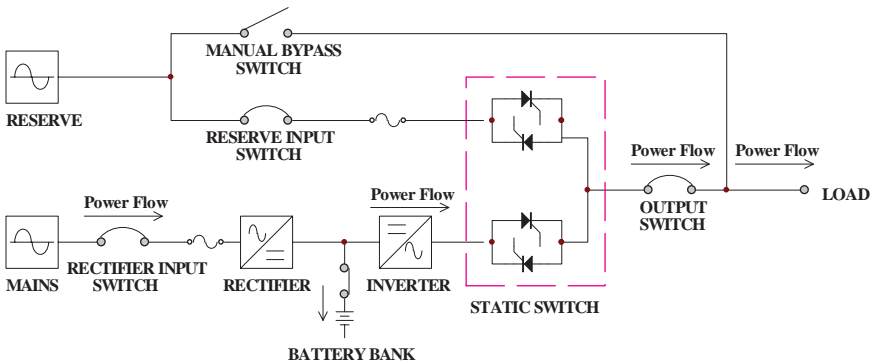 MANUAL BYPASS
SWITCH
RESERVE
RESERVE INPUT
SWITCH
Power Flow
Power Flow
Power Flow
Power Flow
LOAD
OUTPUT
SWITCH
MAINS
RECTIFIER INPUT
SWITCH
RECTIFIER
INVERTER
STATIC SWITCH
BATTERY BANK